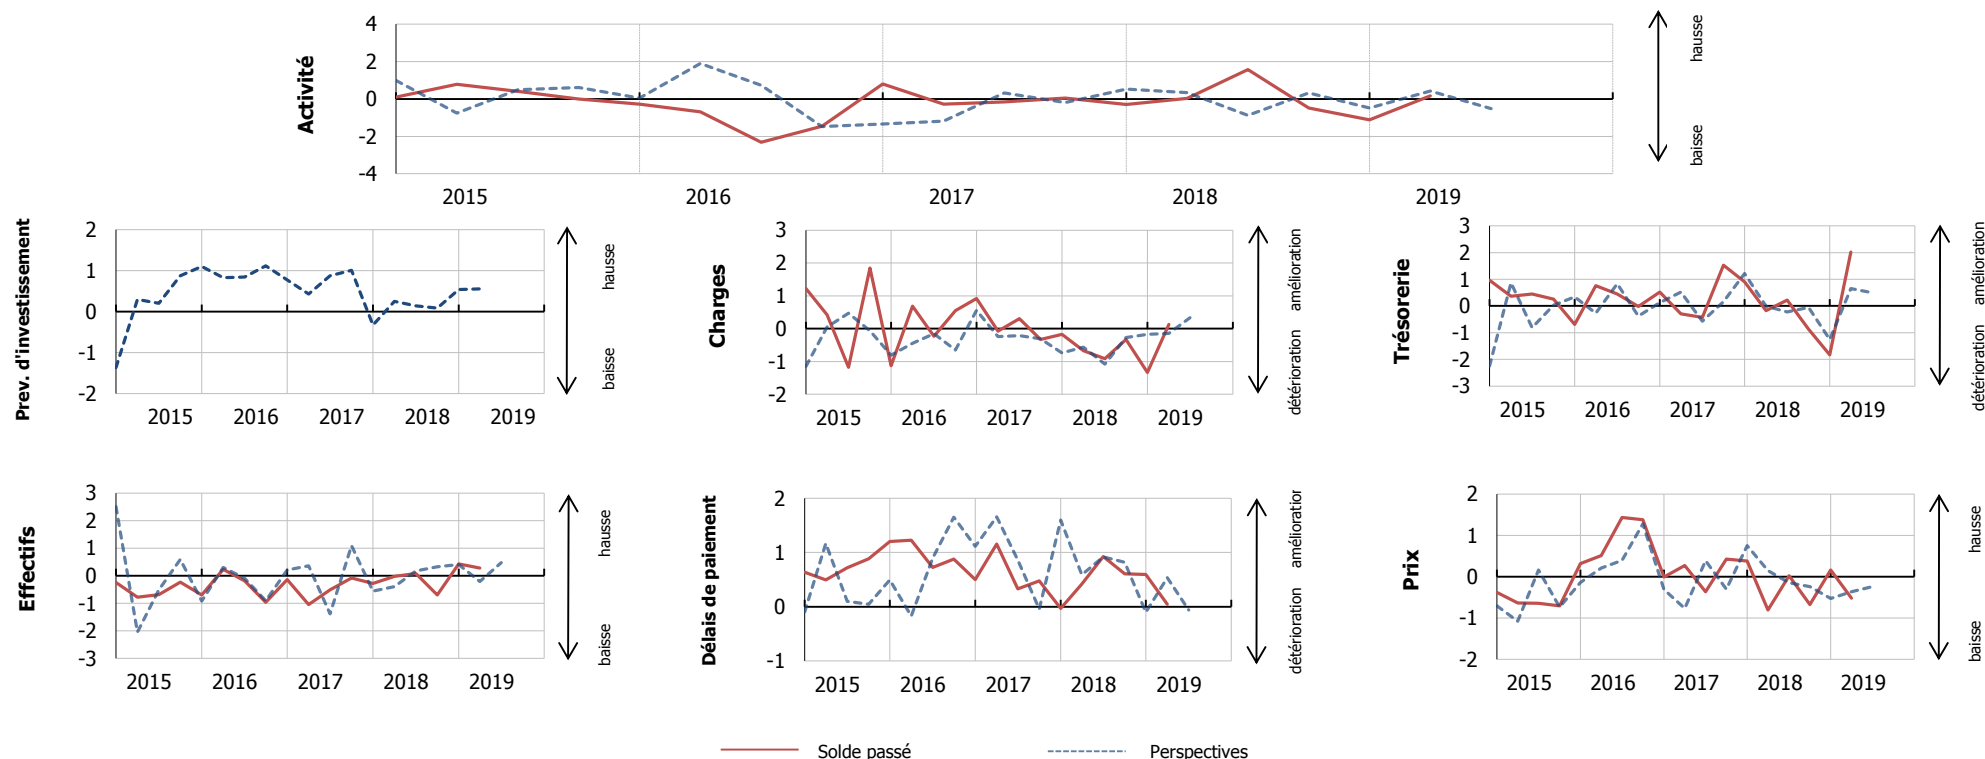 Activité
4
2
0
-2
-4
2015 2016 2017 2018 2019
hausse
baisse
Prev. d'investissement
2
1
0
-1
-2
2015 2016 2017 2018 2019
hausse
baisse
Charges
3
2
1
0
-1
-2
2015 2016 2017 2018 2019
amélioration
détérioration
Trésorerie
3
2
1
0
-1
-2
-3
2015 2016 2017 2018 2019
amélioration
détérioration
Effectifs
3
2
1
0
-1
-2
-3
2015 2016 2017 2018 2019
hausse
baisse
Délais de paiement
2
1
0
-1
2015 2016 2017 2018 2019
amélioration
détérioration
Prix
2
1
0
-1
-2
2015 2016 2017 2018 2019
hausse
baisse
Solde passé Perspectives